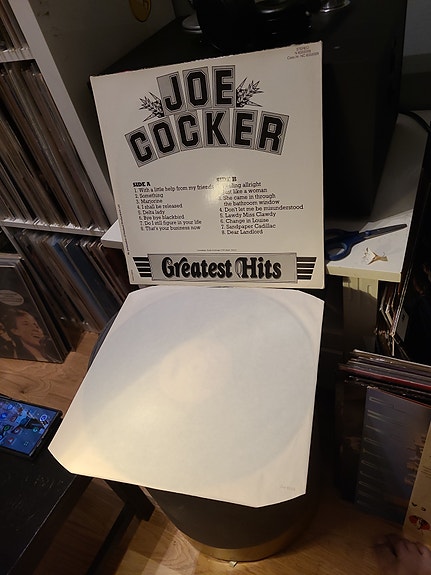 STEREO
JOE
COCKER
SIDE A
1. With a little help from my friends
2. Something
3. Marjorine
4. I shall be released
5. Delta lady
6. Bye bye blackbird
7. Do I still figure in your life
8. That's your business now
SIDE B
Feeling allright
Just like a woman
She came in through
the bathroom window
4. Don't let me be misunderstood
5. Lawdy Miss Clawdy
6. Change in Louise
7. Sandpaper Cadillac
8. Dear Landlord
Greatest Hits